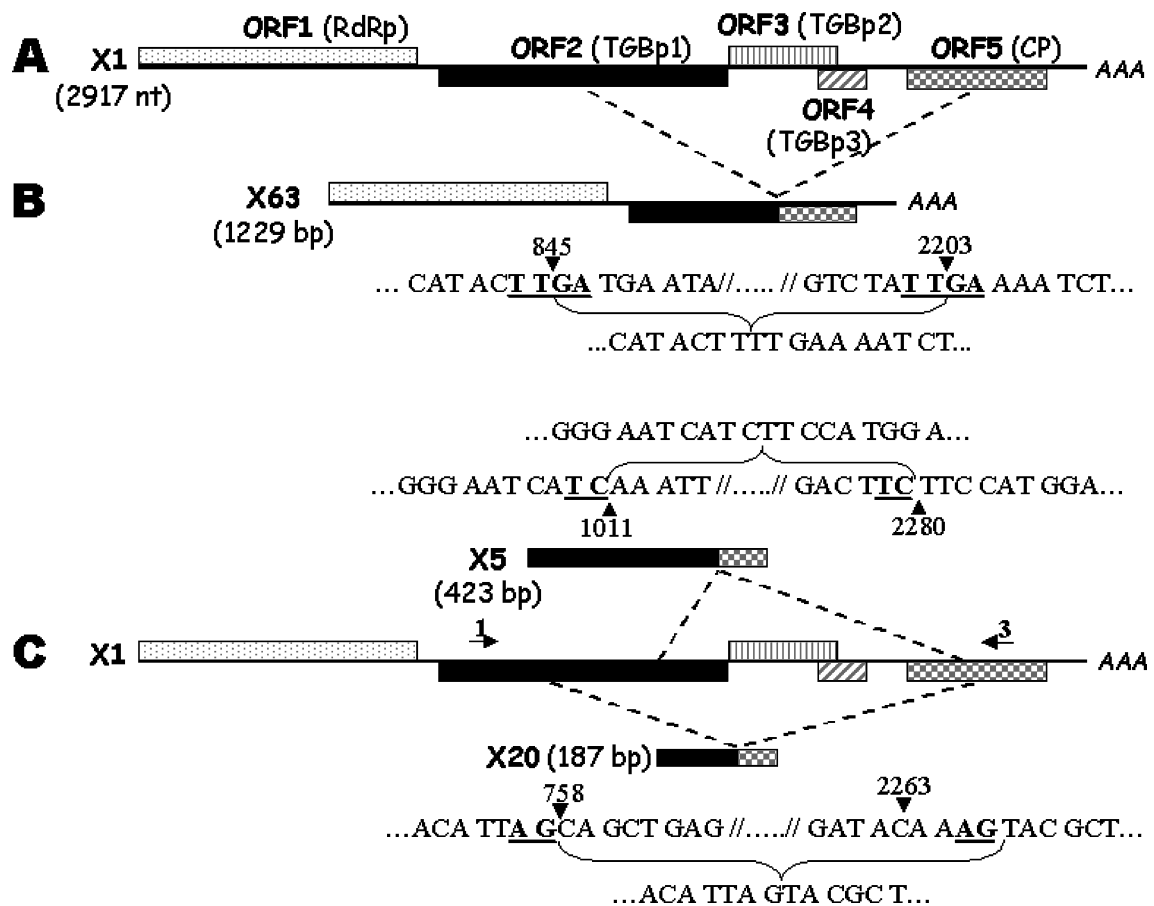 A
X1
(2917 nt)
ORF1 (RdRp)
ORF2 (TGBp1)
ORF3 (TGBp2)
ORF5 (CP)
AAA
ORF4
(TGBp3)
B
X63
(1229 bp)
AAA
845
2203
... CAT ACT TGA TGA ATA//..... // GTC TAT TGA AAA TCT...
...CAT ACT TTT GAA AAT CT...
...GGG AAT CAT CTT CCA TGG A...
...GGG AAT CAT CAA ATT //.....// GAC TTC TTC CAT GGA...
1011
2280
X5
(423 bp)
1
3
C
X1
AAA
X20 (187 bp)
758
2263
...ACA TTA GCA GCT GAG //.....// GAT ACA AAG TAC GCT...
...ACA TTA GTA CGC T...